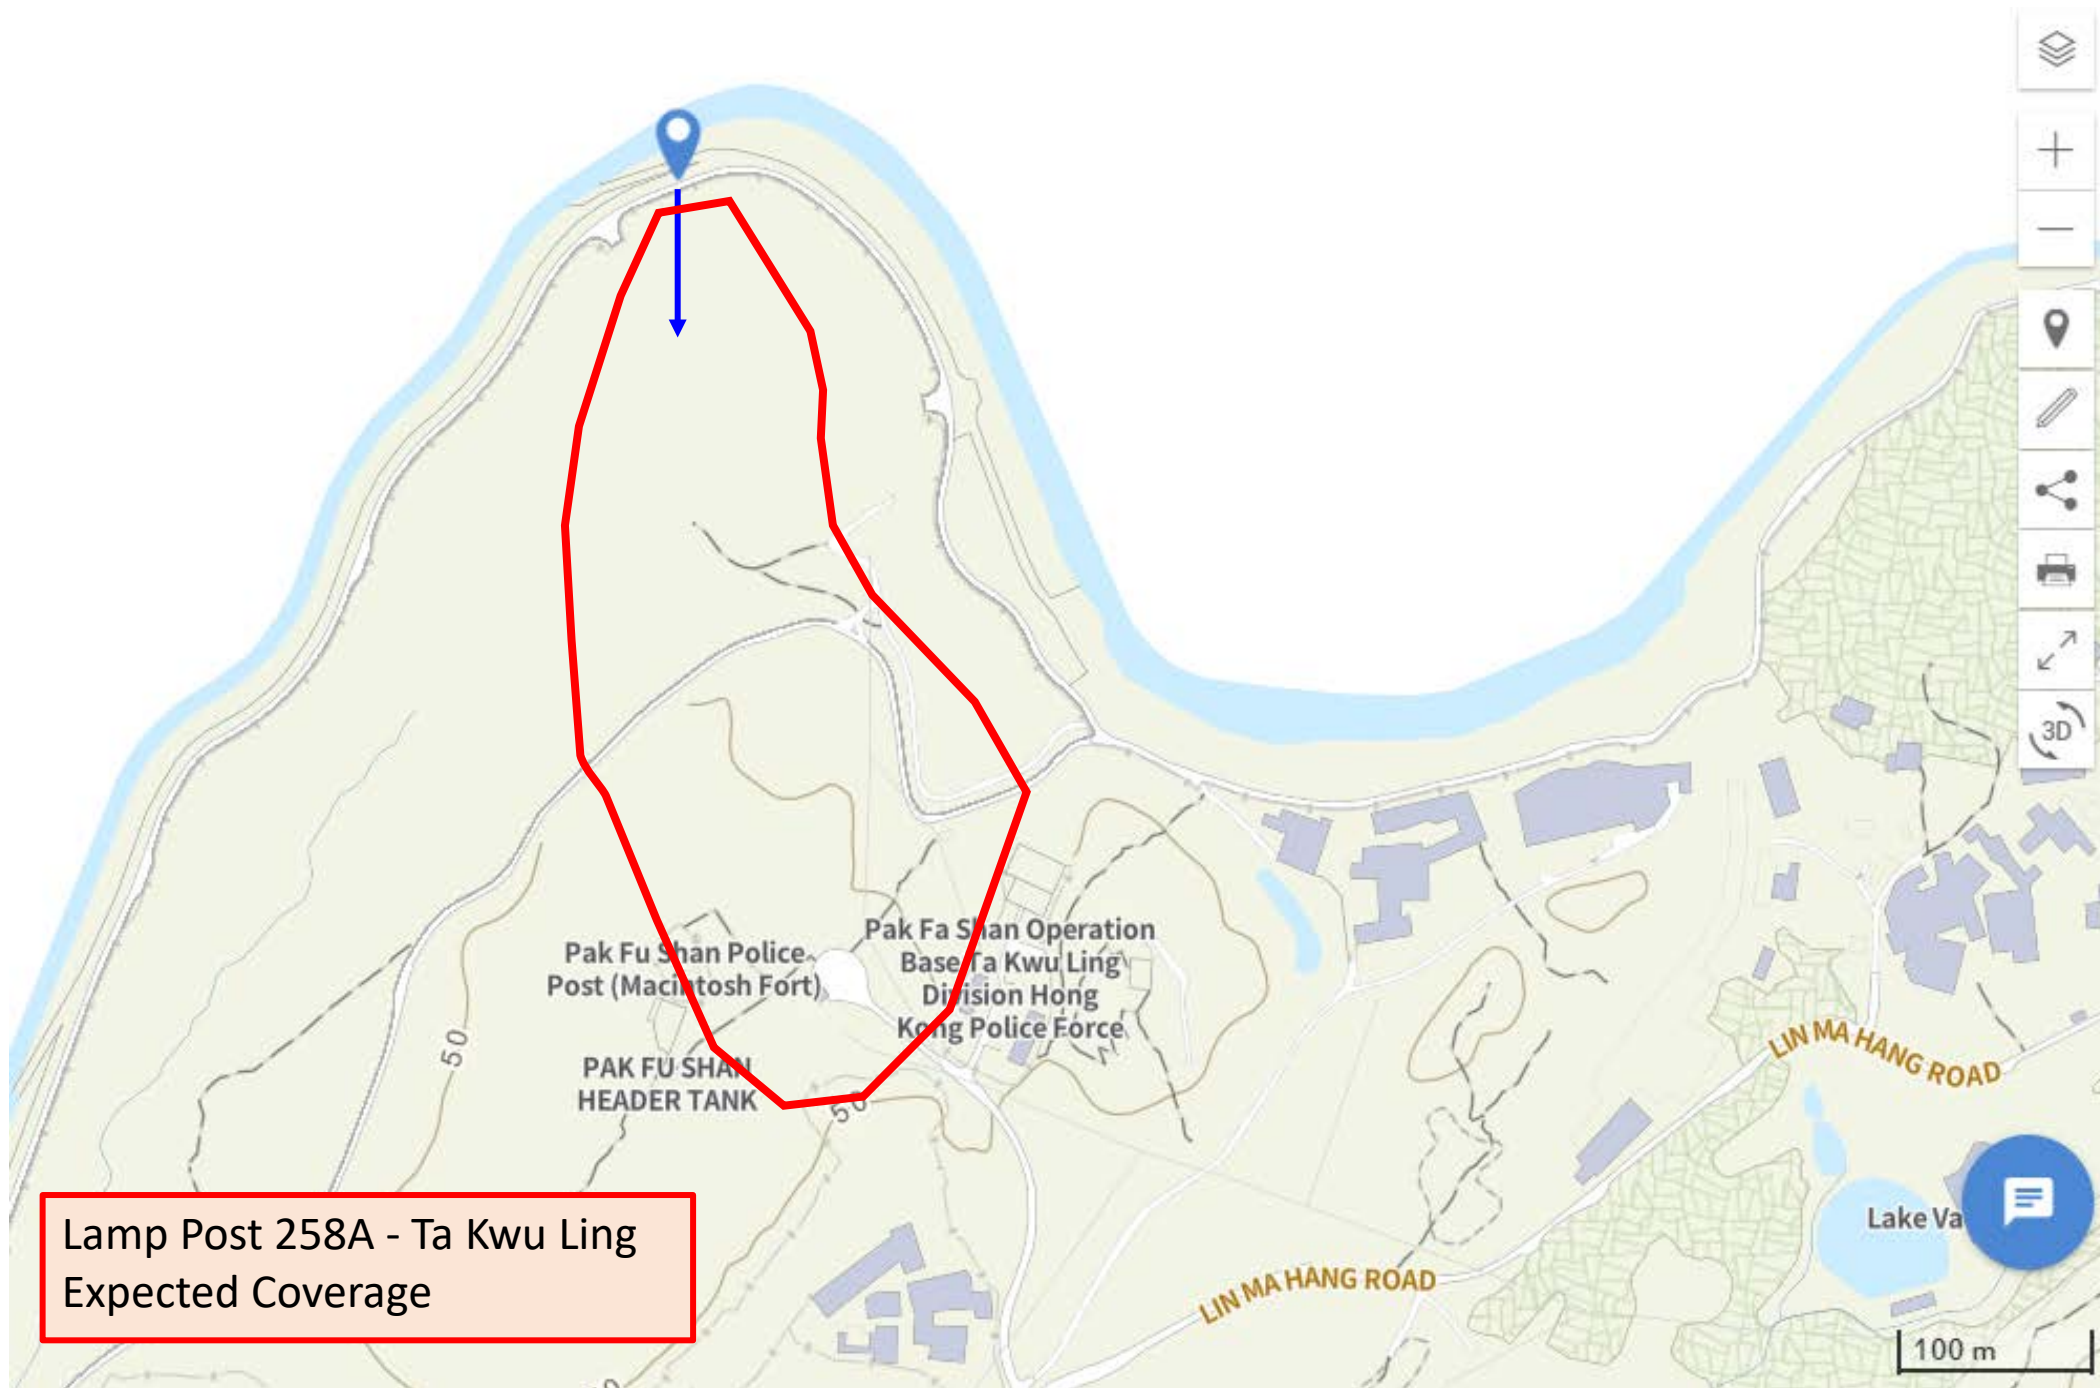 3D
Pak Fu Shan Police
Post (Macintosh Fort)
Pak Fa Shan Operation
Base Ta Kwu Ling
Division Hong
Kong Police Force
50
PAK FU SHAN
HEADER TANK
50
LIN MA HANG ROAD
Lake Va
LIN MA HANG ROAD
Lamp Post 258A - Ta Kwu Ling
Expected Coverage
100 m